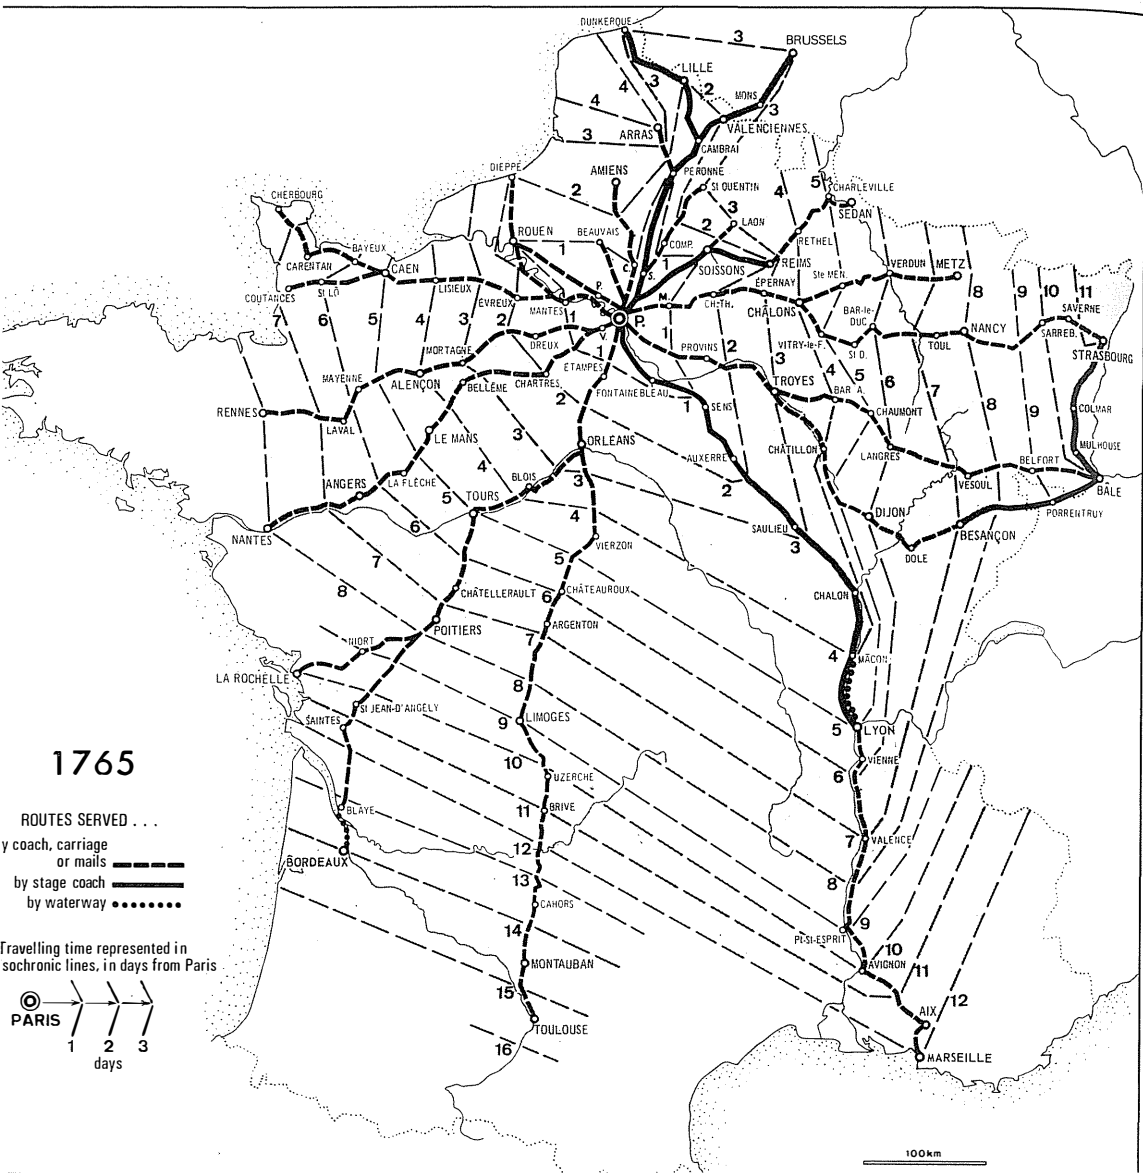 DUNKERQUE
3
BRUSSELS
LILLE
4
3
2
MONS
3
4
ARRAS
VALENCIENNES
3
CAMBRAI
DIEPPE
AMIENS
PERONNE
ST QUENTIN
4
5
CHARLEVILLE
SEDAN
CHERBOURG
2
3
LAON
ROUEN
BEAUVAIS
1
COMP.
2
RETHEL
CARENTAN
BAYEUX
CAEN
C.
S.
1
SOISSONS
REIMS
Ste MEN.
VERDUN
METZ
COUTANCES
ST LÔ
LISIEUX
ÉVREUX
P.
MANTES
M.
CH-TH.
ÉPERNAY
CHÂLONS
8
9
10
11
SAVERNE
7
6
5
4
3
2
1
P.
V.
1
BAR-le-
DUC
NANCY
SARREB.
STRASBOURG
DREUX
PROVINS
2
3
VITRY-le-F.
ST D.
TOUL
MORTAGNE
1
ÉTAMPES
MAYENNE
ALENÇON
BELLÊME
CHARTRES
2
FONTAINEBLEAU
TROYES
4
5
6
7
8
9
BAR A.
1
SENS
CHAUMONT
COLMAR
RENNES
LAVAL
LE MANS
3
ORLÉANS
AUXERRE
CHÂTILLON
LANGRES
MULHOUSE
BELFORT
4
BLOIS
3
2
VESOUL
BÂLE
ANGERS
LA FLÈCHE
5
TOURS
4
SAULIEU
DIJON
PORRENTRUY
NANTES
6
VIERZON
3
BESANÇON
DOLE
7
5
8
CHÂTELLERAULT
6
CHÂTEAUROUX
CHALON
POITIERS
7
ARGENTON
NIORT
4
MÂCON
LA ROCHELLE
8
ST JEAN-D'ANGÉLY
SAINTES
9
LIMOGES
5
LYON
1765
10
VIENNE
6
UZERCHE
ROUTES SERVED . . .
BLAYE
11
BRIVE
y coach, carriage
or mails
7
VALENCE
BORDEAUX
12
by stage coach
13
8
by waterway
CAHORS
9
14
Pt-St-ESPRIT
Travelling time represented in
sochronic lines, in days from Paris
10
MONTAUBAN
AVIGNON
11
15
12
PARIS
TOULOUSE
AIX
1 2 3
days
16
MARSEILLE
100km